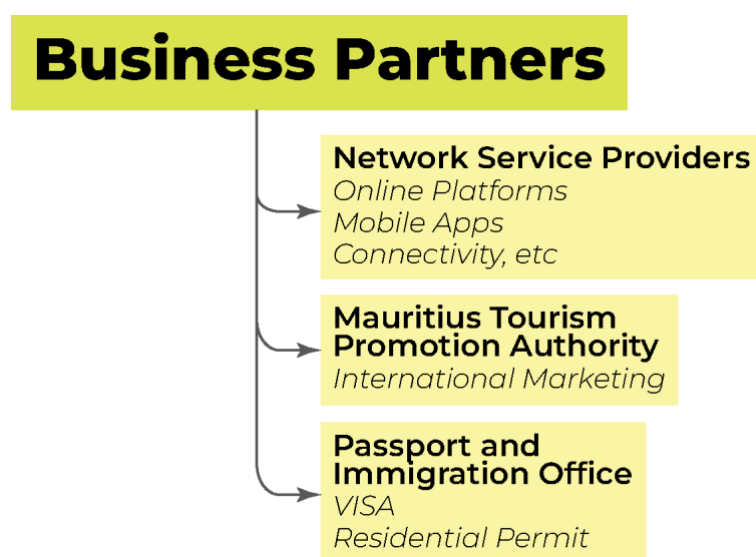 Business Partners
Network Service Providers
Online Platforms
Mobile Apps
Connectivity, etc
Mauritius Tourism
Promotion Authority
International Marketing
Passport and
Immigration Office
VISA
Residential Permit